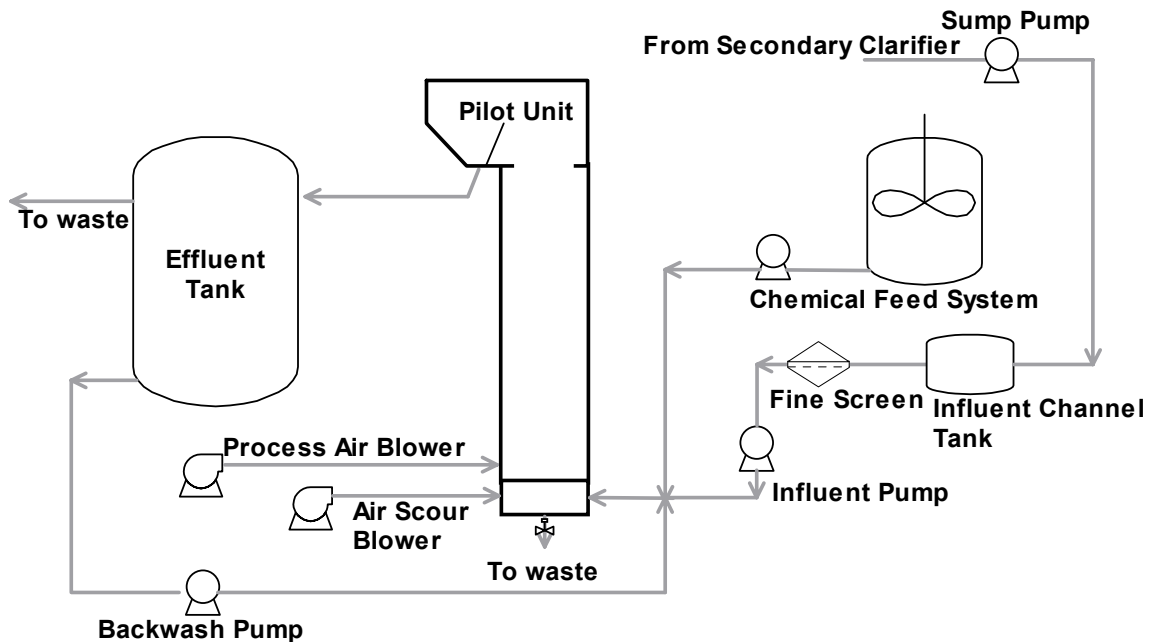 Sump Pump
From Secondary Clarifier
Pilot Unit
To waste
Effluent
Tank
Chemical Feed System
Fine Screen
Influent Channel
Tank
Process Air Blower
Influent Pump
Air Scour
Blower
To waste
Backwash Pump